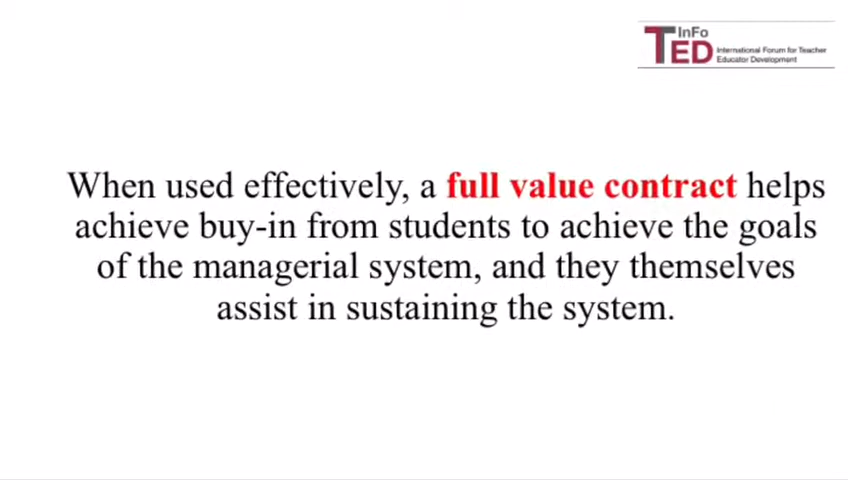 InFo
TED
International Forum for Teacher
Educator Development
When used effectively, a full value contract helps
achieve buy-in from students to achieve the goals
of the managerial system, and they themselves
assist in sustaining the system.